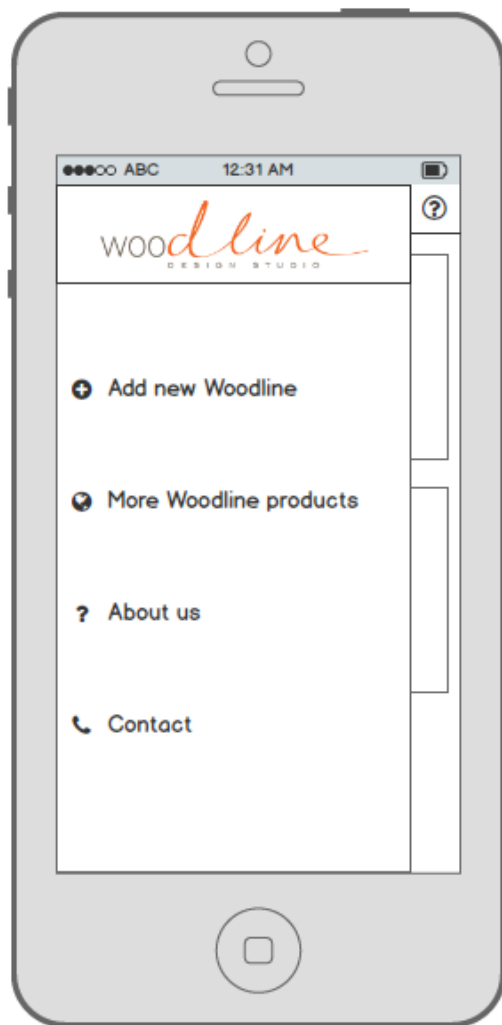 ABC 12:31 AM
woodline
DESIGN STUDIO
?
Add new Woodline
More Woodline products
? About us
Contact